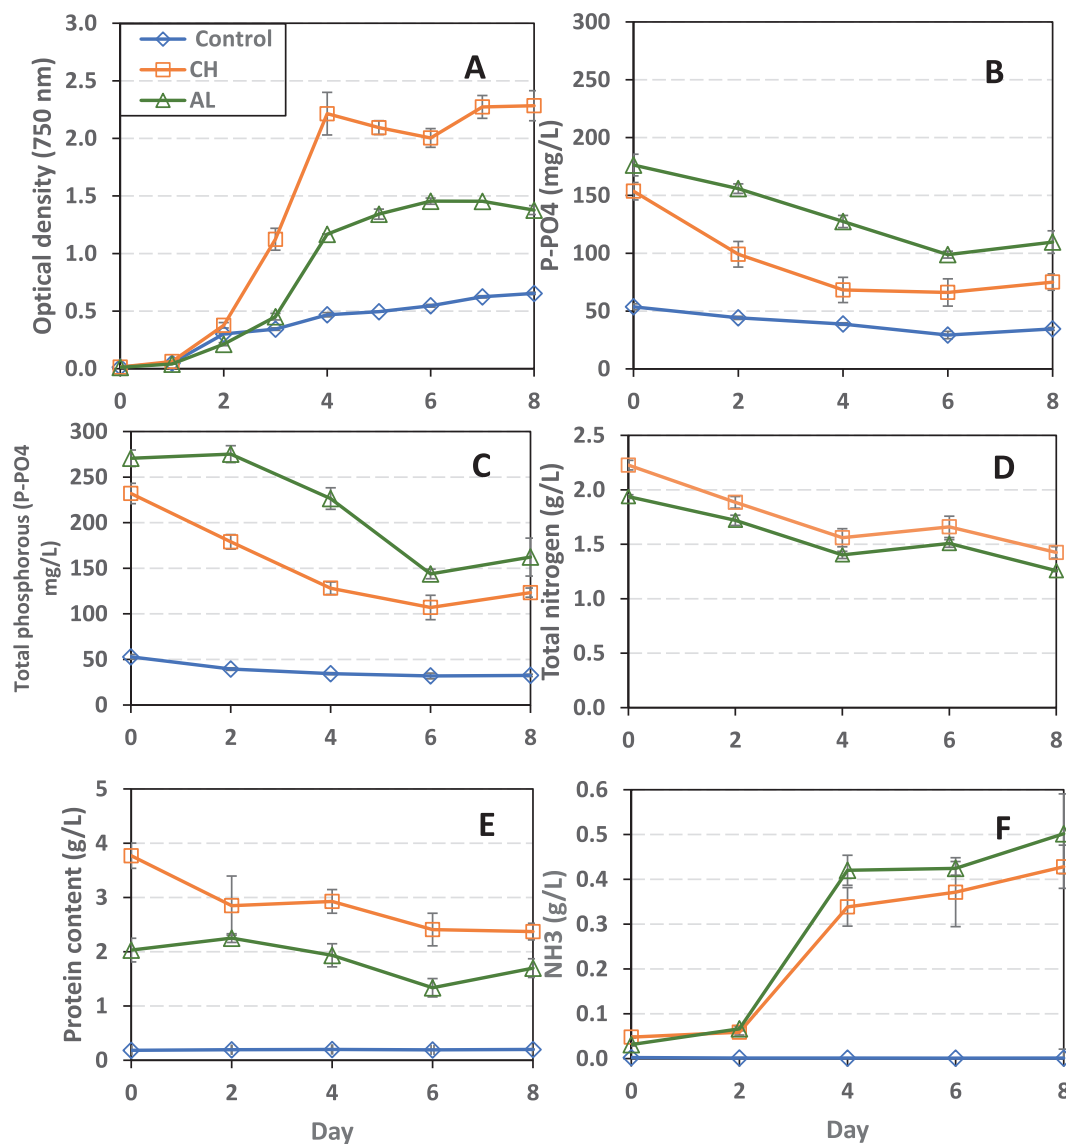 Control
CH
AL
A
Optical density (750 nm)
3.0
2.5
2.0
1.5
1.0
0.5
0.0
0 2 4 6 8
B
P-PO4 (mg/L)
300
250
200
150
100
50
0
0 2 4 6 8
C
Total phosphorous (P-PO4
mg/L)
300
250
200
150
100
50
0
0 2 4 6 8
D
Total nitrogen (g/L)
2.5
2.0
1.5
1.0
0.5
0.0
0 2 4 6 8
E
Protein content (g/L)
5
4
3
2
1
0
0 2 4 6 8
Day
F
NH3 (g/L)
0.6
0.5
0.4
0.3
0.2
0.1
0.0
0 2 4 6 8
Day